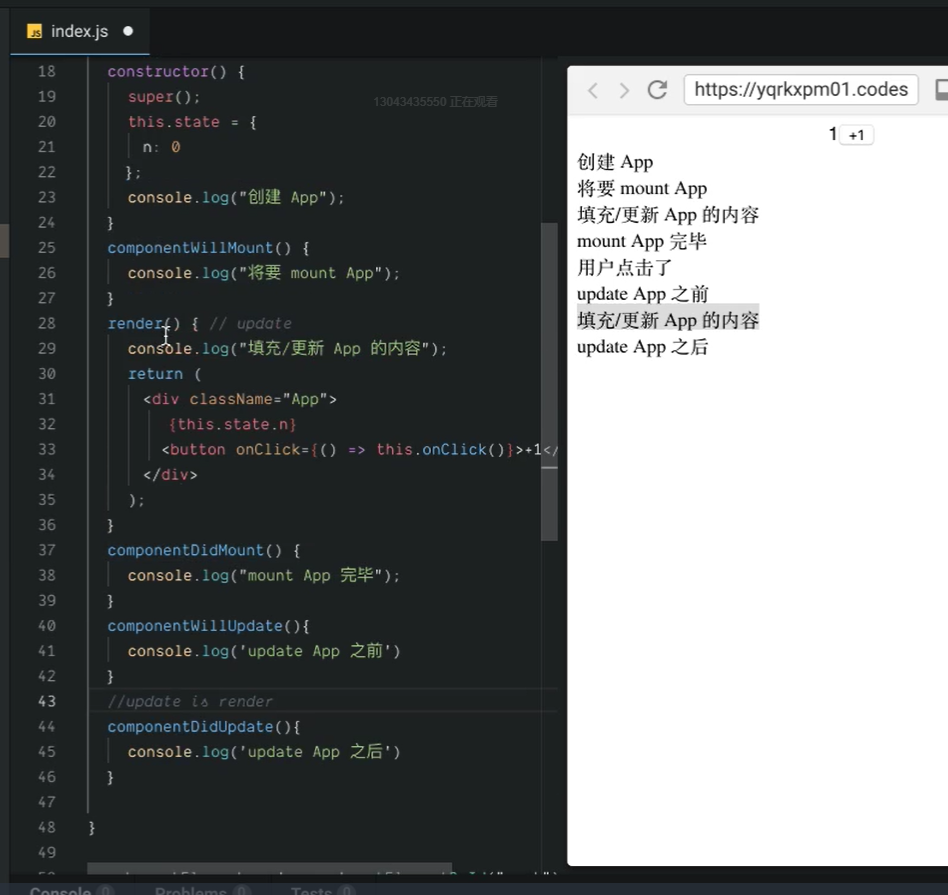 JS index.js
18 constructor() {
19 super();
20 this.state = {
21 n: 0
22 };
23 console.log("创建 App");
24 }
25 componentWillMount() {
26 console.log("将要 mount App");
27 }
28 render() { // update
29 console.log("填充/更新 App 的内容");
30 return (
31 <div className="App">
32 {this.state.n}
33 <button onClick={() => this.onClick()}>+1</
34 </div>
35 );
36 }
37 componentDidMount() {
38 console.log("mount App 完毕");
39 }
40 componentWillUpdate(){
41 console.log('update App 之前')
42 }
43 //update is render
44 componentDidUpdate(){
45 console.log('update App 之后')
46 }
47
48 }
49
13043435550 正在观看
Console 0 Problems 0 Tests 0
https://yqrkxpm01.codes
1 +1
创建 App
将要 mount App
填充/更新 App 的内容
mount App 完毕
用户点击了
update App 之前
填充/更新 App 的内容
update App 之后